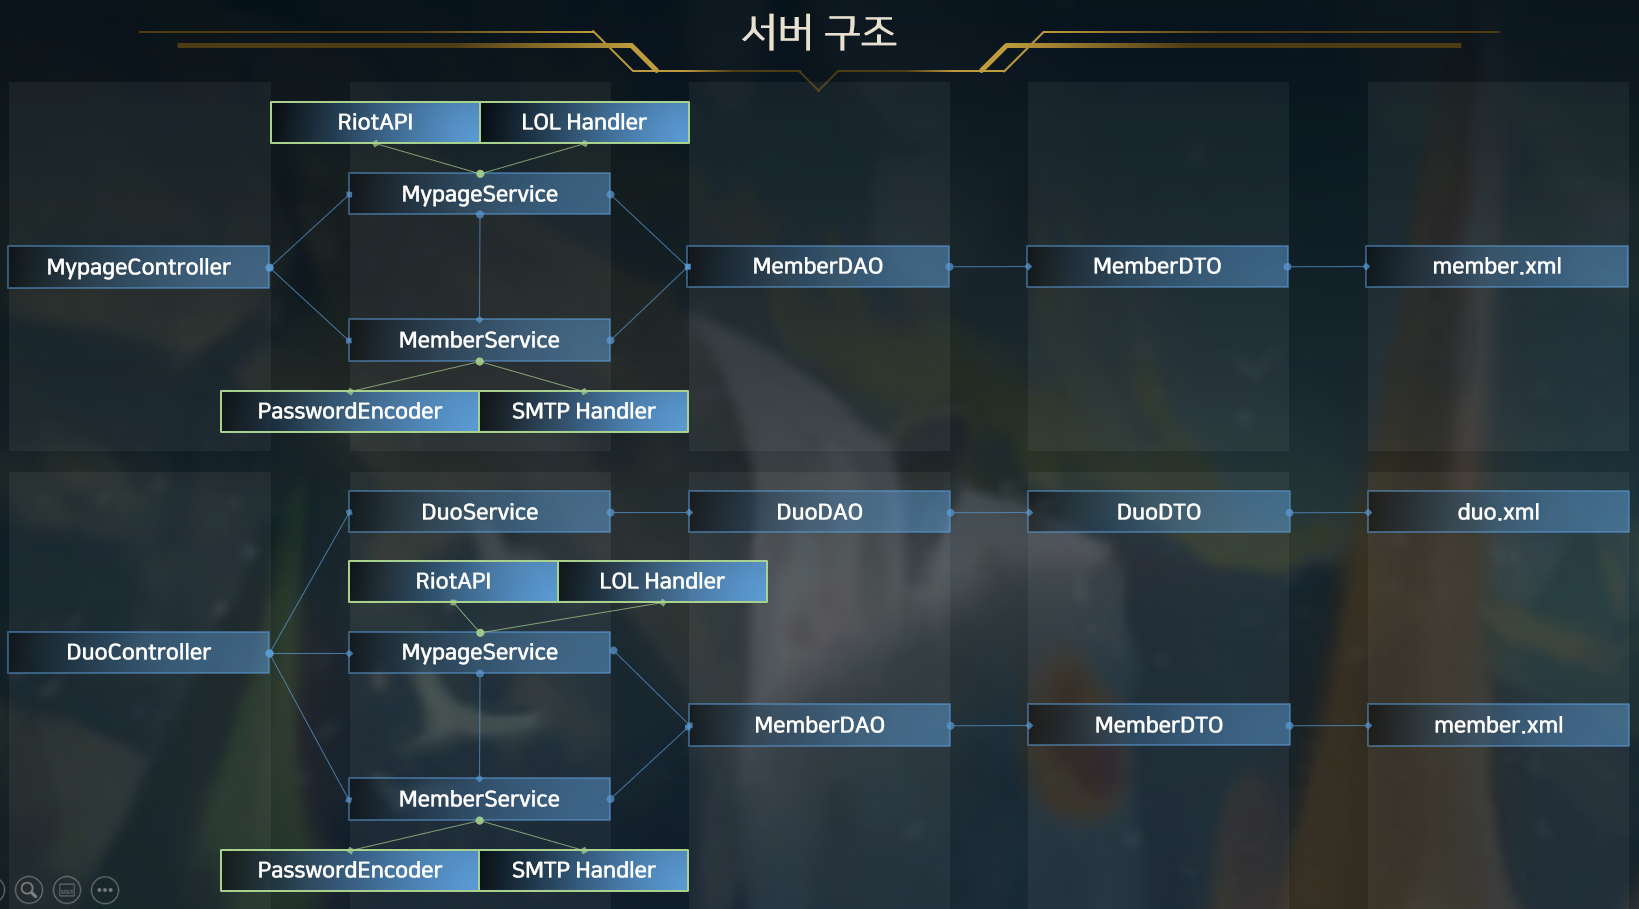 서버 구조
RiotAPI
LOL Handler
MypageService
MypageController
MemberDAO
MemberDTO
member.xml
MemberService
PasswordEncoder
SMTP Handler
DuoService
DuoDAO
DuoDTO
duo.xml
RiotAPI
LOL Handler
DuoController
MypageService
MemberDAO
MemberDTO
member.xml
MemberService
PasswordEncoder
SMTP Handler